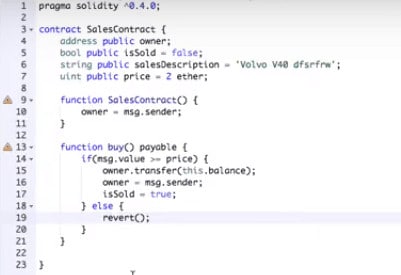 1 pragma solidity ^0.4.0;
2
3 contract SalesContract {
4 address public owner;
5 bool public isSold = false;
6 string public salesDescription = 'Volvo V40 dfsrfrw';
7 uint public price = 2 ether;
8
9 function SalesContract() {
10 owner = msg.sender;
11 }
12
13 function buy() payable {
14 if(msg.value >= price) {
15 owner.transfer(this.balance);
16 owner = msg.sender;
17 isSold = true;
18 } else {
19 revert();
20 }
21 }
22
23 }